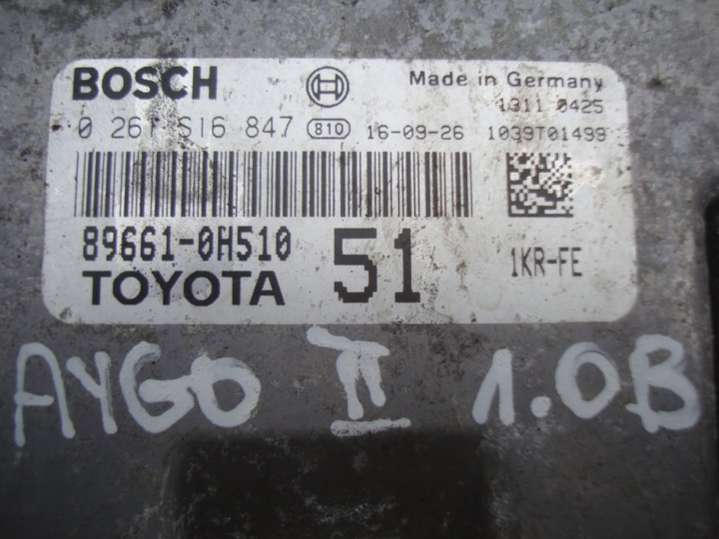 BOSCH Made in Germany
1311 0425
0 261 S16 847 810 16-09-26 1039T01499
89661-0H510 51 1KR-FE
TOYOTA
AYGO II 1.0B